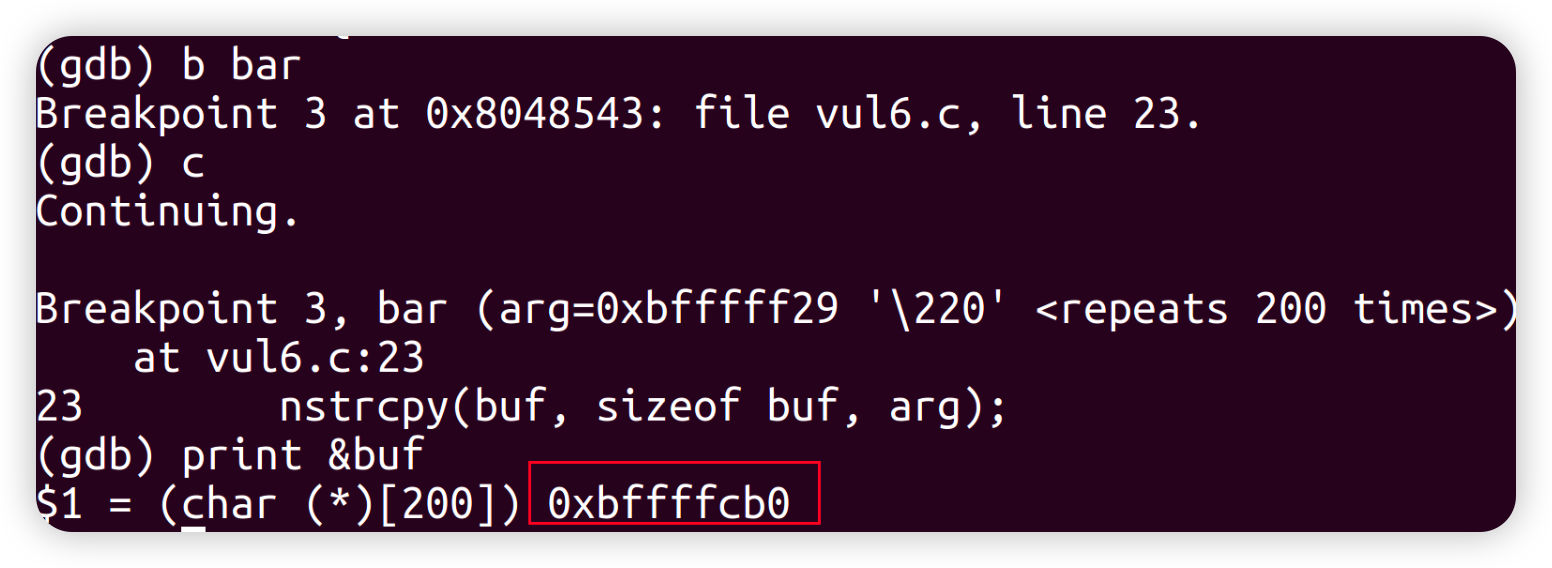 (gdb) b bar
Breakpoint 3 at 0x8048543: file vul6.c, line 23.
(gdb) c
Continuing.
Breakpoint 3, bar (arg=0xbfffff29 '\220' <repeats 200 times>)
    at vul6.c:23
23        nstrcpy(buf, sizeof buf, arg);
(gdb) print &buf
$1 = (char (*)[200]) 0xbffffcb0